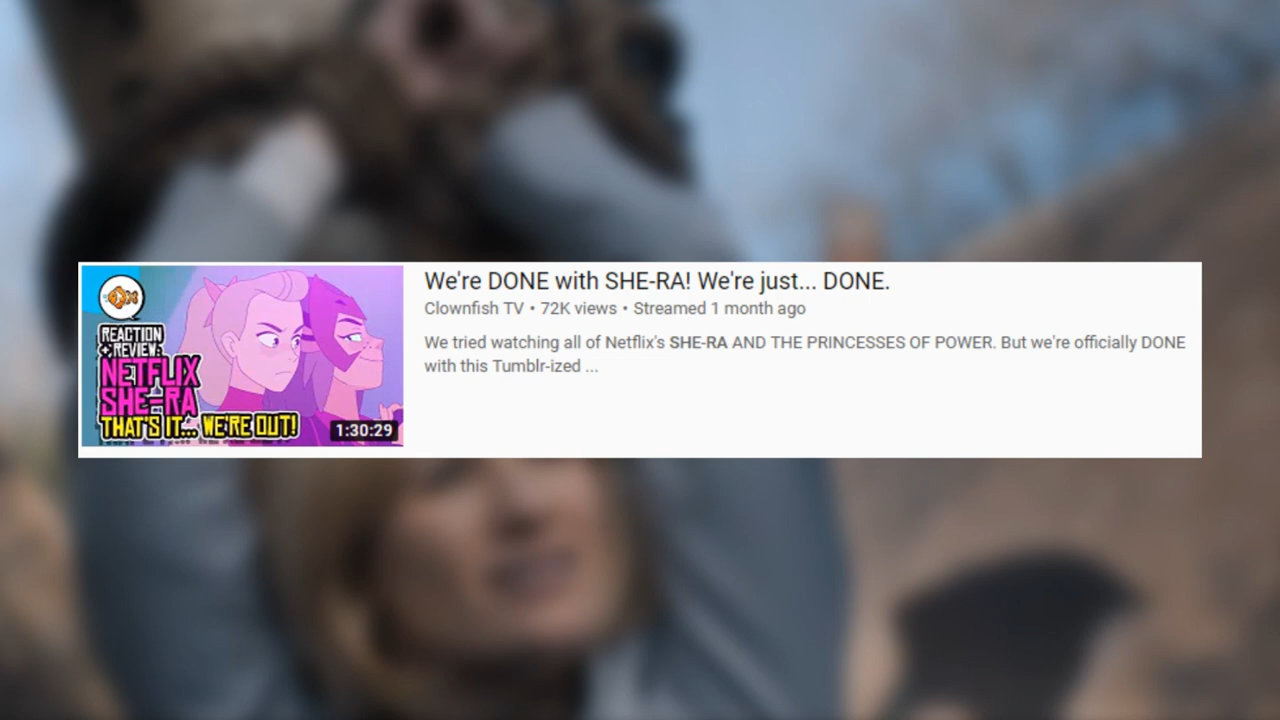 We're DONE with SHE-RA! We're just... DONE.
Clownfish TV • 72K views • Streamed 1 month ago
We tried watching all of Netflix's SHE-RA AND THE PRINCESSES OF POWER. But we're officially DONE
with this Tumblr-ized ...
REACTION
+ REVIEW:
NETFLIX
SHE-RA
THAT'S IT... WE'RE OUT!
1:30:29